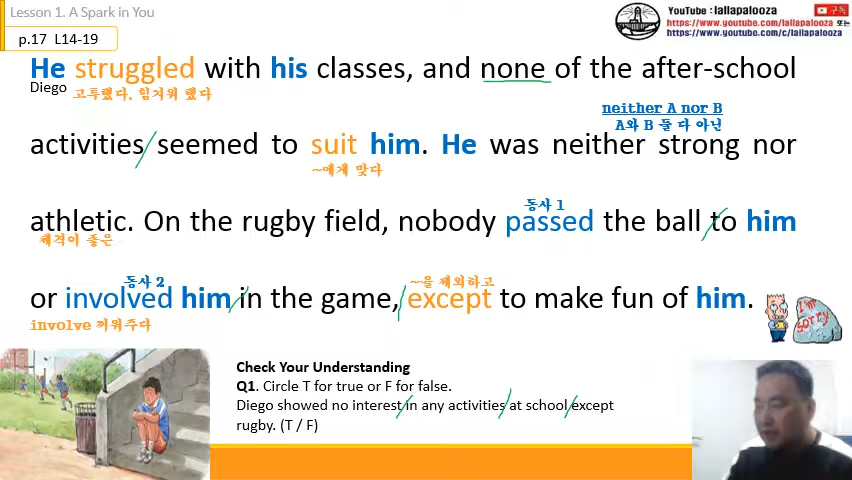 Lesson 1. A Spark in You
p.17 L14-19
YouTube : lallapalooza 구독
https://www.youtube.com/lallapalooza 또는
https://www.youtube.com/c/lallapalooza
He struggled with his classes, and none of the after-school
Diego 고투했다. 힘겨워 했다
neither A nor B
A와 B 둘 다 아닌
activities seemed to suit him. He was neither strong nor
~에게 맞다
동사 1
athletic. On the rugby field, nobody passed the ball to him
체격이 좋은
동사 2 ~을 제외하고
or involved him in the game, except to make fun of him.
involve 끼워주다
I'm
sorry
Check Your Understanding
Q1. Circle T for true or F for false.
Diego showed no interest in any activities at school except
rugby. (T / F)